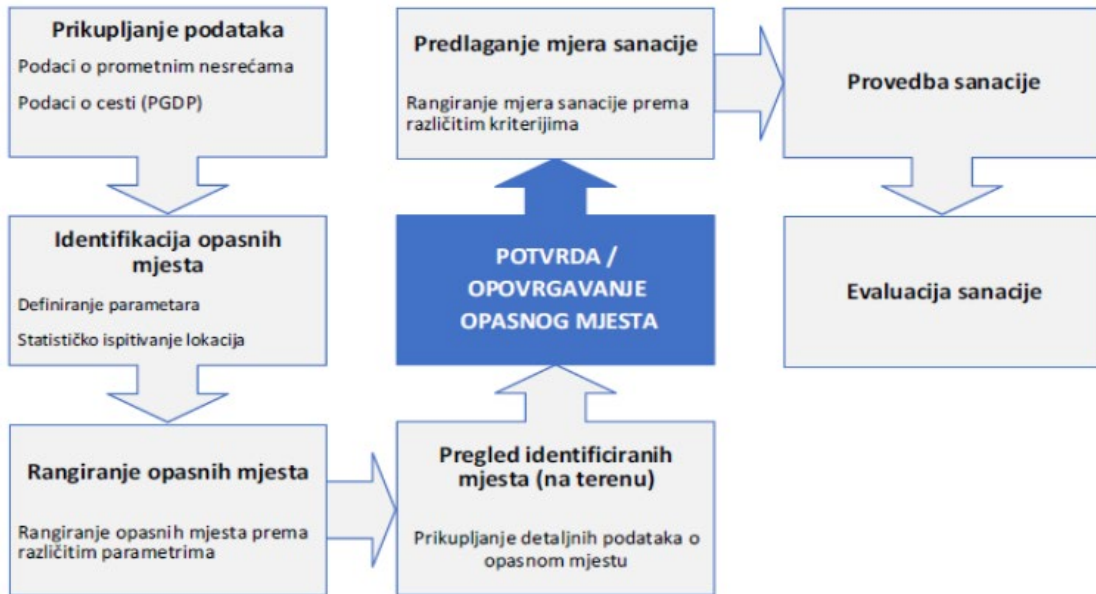 Prikupljanje podataka
Podaci o prometnim nesrećama
Podaci o cesti (PGDP)
Identifikacija opasnih
mjesta
Definiranje parametara
Statističko ispitivanje lokacija
Rangiranje opasnih mjesta
Rangiranje opasnih mjesta prema
različitim parametrima
Pregled identificiranih
mjesta (na terenu)
Prikupljanje detaljnih podataka o
opasnom mjestu
POTVRDA /
OPOVRGAVANJE
OPASNOG MJESTA
Predlaganje mjera sanacije
Rangiranje mjera sanacije prema
različitim kriterijima
Provedba sanacije
Evaluacija sanacije